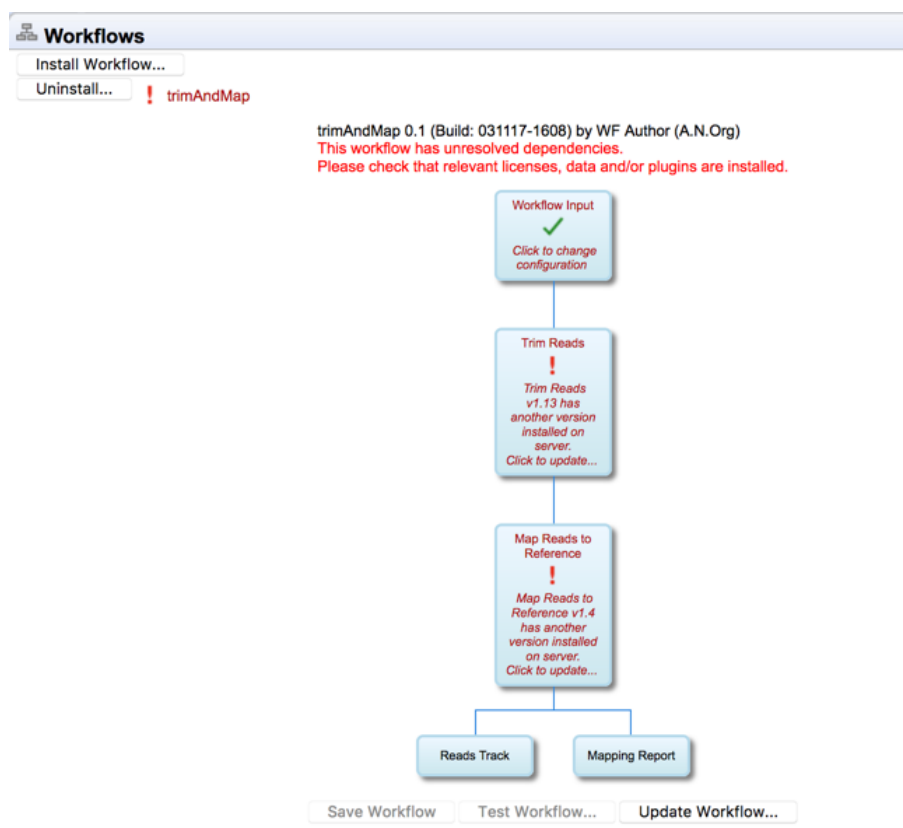 Workflows
Install Workflow...
Uninstall...
! trimAndMap
trimAndMap 0.1 (Build: 031117-1608) by WF Author (A.N.Org)
This workflow has unresolved dependencies.
Please check that relevant licenses, data and/or plugins are installed.
Workflow Input
Click to change
configuration
Trim Reads
!
Trim Reads
v1.13 has
another version
installed on
server.
Click to update...
Map Reads to
Reference
!
Map Reads to
Reference v1.4
has another
version installed
on server.
Click to update...
Reads Track
Mapping Report
Save Workflow
Test Workflow...
Update Workflow...